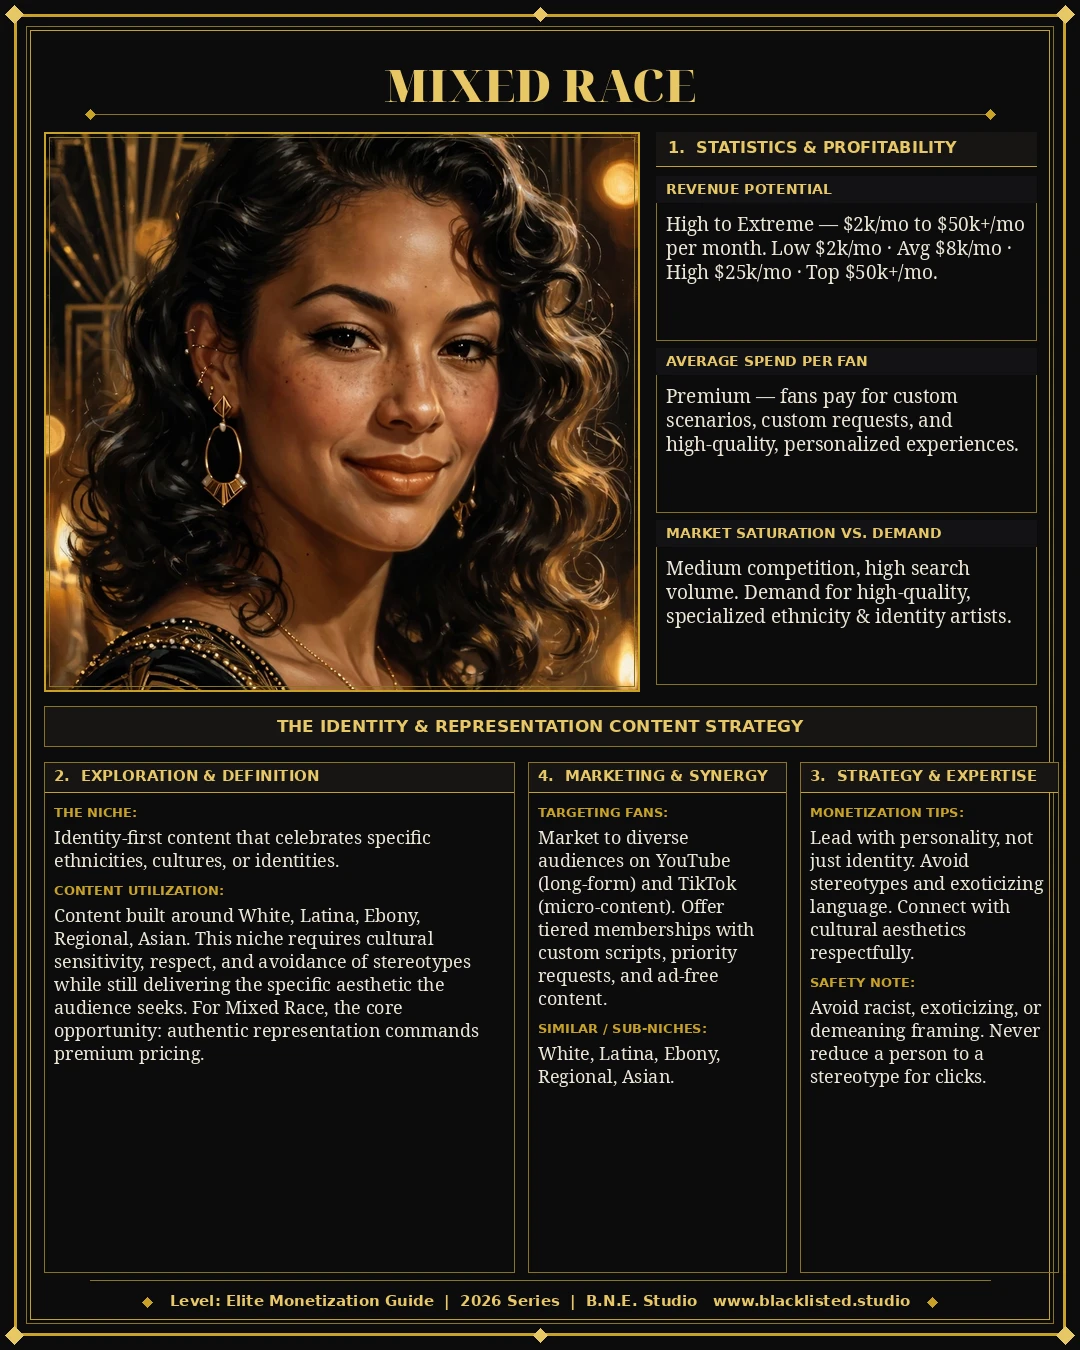 MIXED RACE
1. STATISTICS & PROFITABILITY
REVENUE POTENTIAL
High to Extreme — $2k/mo to $50k+/mo
per month. Low $2k/mo · Avg $8k/mo ·
High $25k/mo · Top $50k+/mo.
AVERAGE SPEND PER FAN
Premium — fans pay for custom
scenarios, custom requests, and
high-quality, personalized experiences.
MARKET SATURATION VS. DEMAND
Medium competition, high search
volume. Demand for high-quality,
specialized ethnicity & identity artists.
THE IDENTITY & REPRESENTATION CONTENT STRATEGY
2. EXPLORATION & DEFINITION
THE NICHE:
Identity-first content that celebrates specific
ethnicities, cultures, or identities.
CONTENT UTILIZATION:
Content built around White, Latina, Ebony,
Regional, Asian. This niche requires cultural
sensitivity, respect, and avoidance of stereotypes
while still delivering the specific aesthetic the
audience seeks. For Mixed Race, the core
opportunity: authentic representation commands
premium pricing.
4. MARKETING & SYNERGY
TARGETING FANS:
Market to diverse
audiences on YouTube
(long-form) and TikTok
(micro-content). Offer
tiered memberships with
custom scripts, priority
requests, and ad-free
content.
SIMILAR / SUB-NICHES:
White, Latina, Ebony,
Regional, Asian.
3. STRATEGY & EXPERTISE
MONETIZATION TIPS:
Lead with personality, not
just identity. Avoid
stereotypes and exoticizing
language. Connect with
cultural aesthetics
respectfully.
SAFETY NOTE:
Avoid racist, exoticizing, or
demeaning framing. Never
reduce a person to a
stereotype for clicks.
Level: Elite Monetization Guide | 2026 Series | B.N.E. Studio www.blacklisted.studio